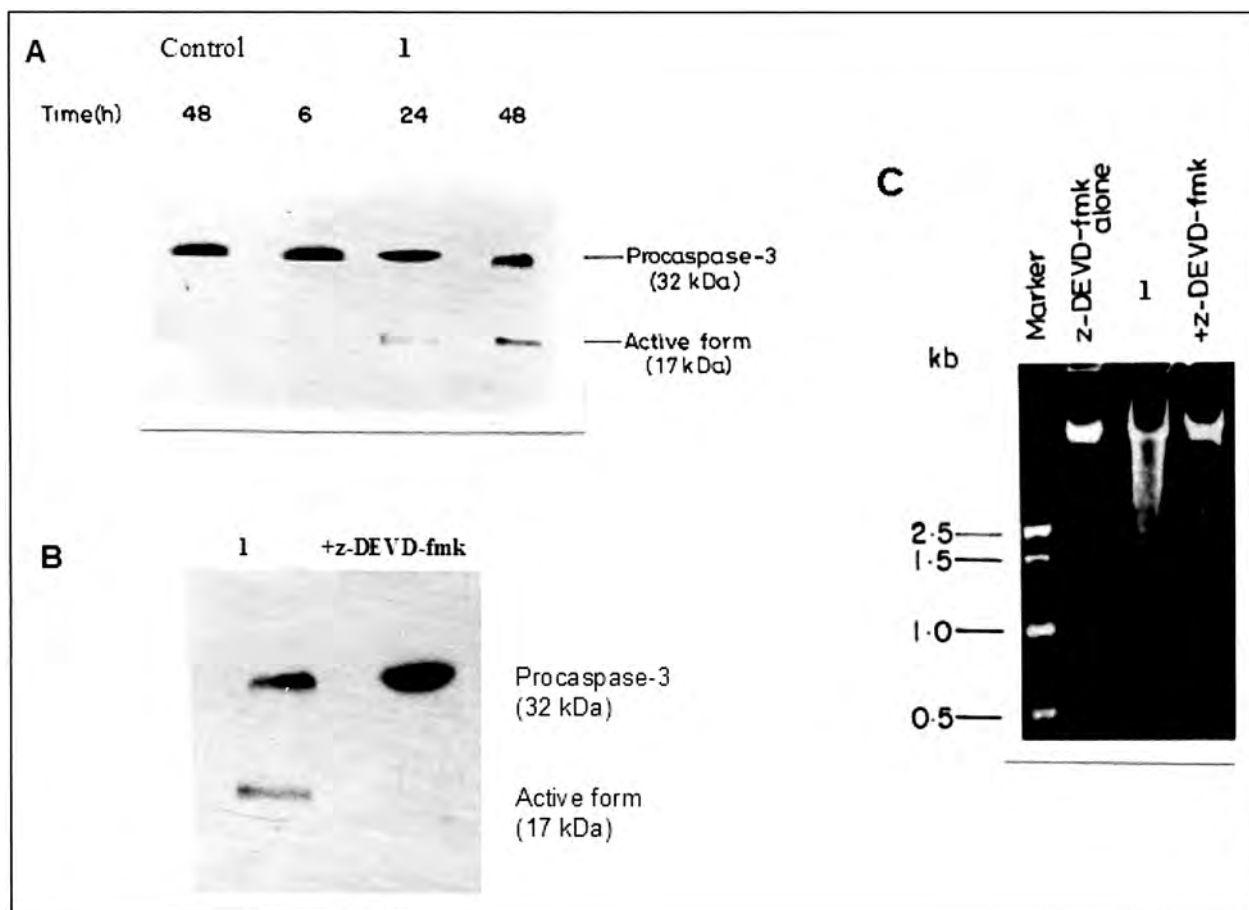 A
Control 1
Time(h) 48 6 24 48
Procaspase-3
(32 kDa)
Active form
(17 kDa)
B
1 +z-DEVD-fmk
Procaspase-3
(32 kDa)
Active form
(17 kDa)
C
Marker
z-DEVD-fmk
alone
1
+z-DEVD-fmk
kb
2.5
1.5
1.0
0.5